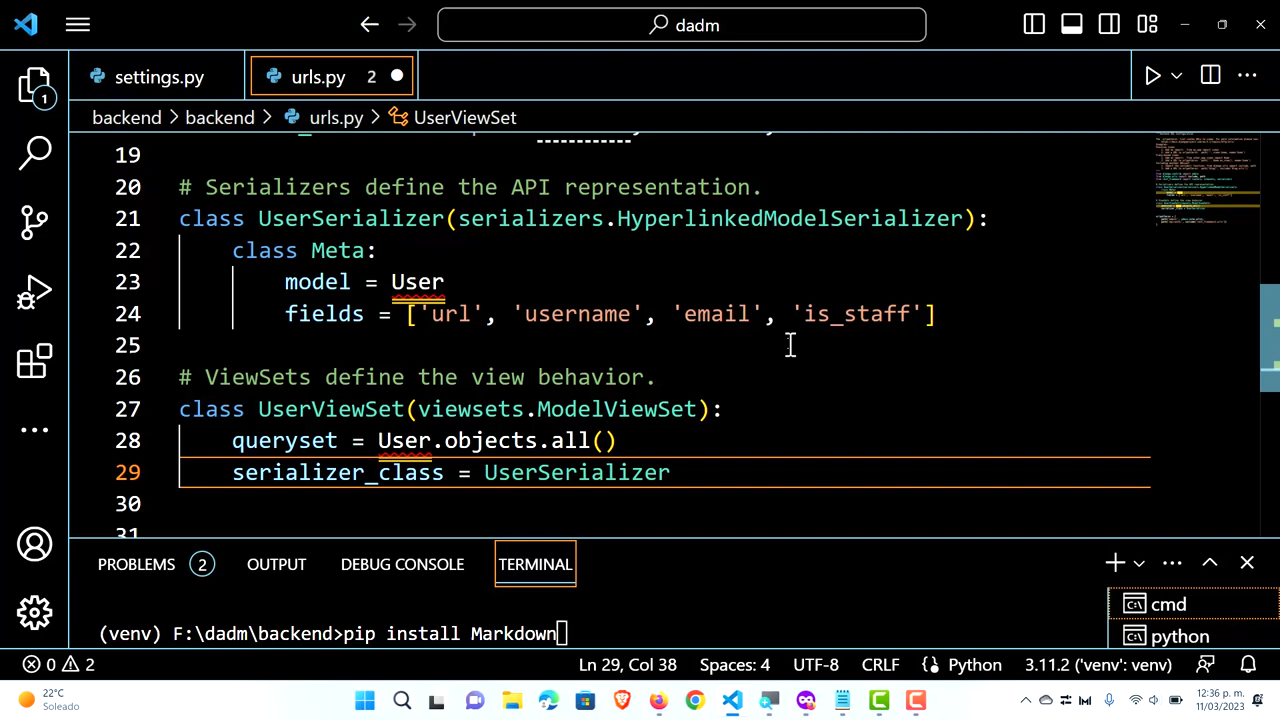 dadm
settings.py
urls.py 2
backend > backend > urls.py > UserViewSet
19
20 # Serializers define the API representation.
21 class UserSerializer(serializers.HyperlinkedModelSerializer):
22 class Meta:
23 model = User
24 fields = ['url', 'username', 'email', 'is_staff']
25
26 # ViewSets define the view behavior.
27 class UserViewSet(viewsets.ModelViewSet):
28 queryset = User.objects.all()
29 serializer_class = UserSerializer
30
31
PROBLEMS 2 OUTPUT DEBUG CONSOLE TERMINAL
cmd
(venv) F:\dadm\backend>pip install Markdown
python
0 2 Ln 29, Col 38 Spaces: 4 UTF-8 CRLF Python 3.11.2 ('venv': venv)
22°C
Soleado
12:36 p. m.
11/03/2023